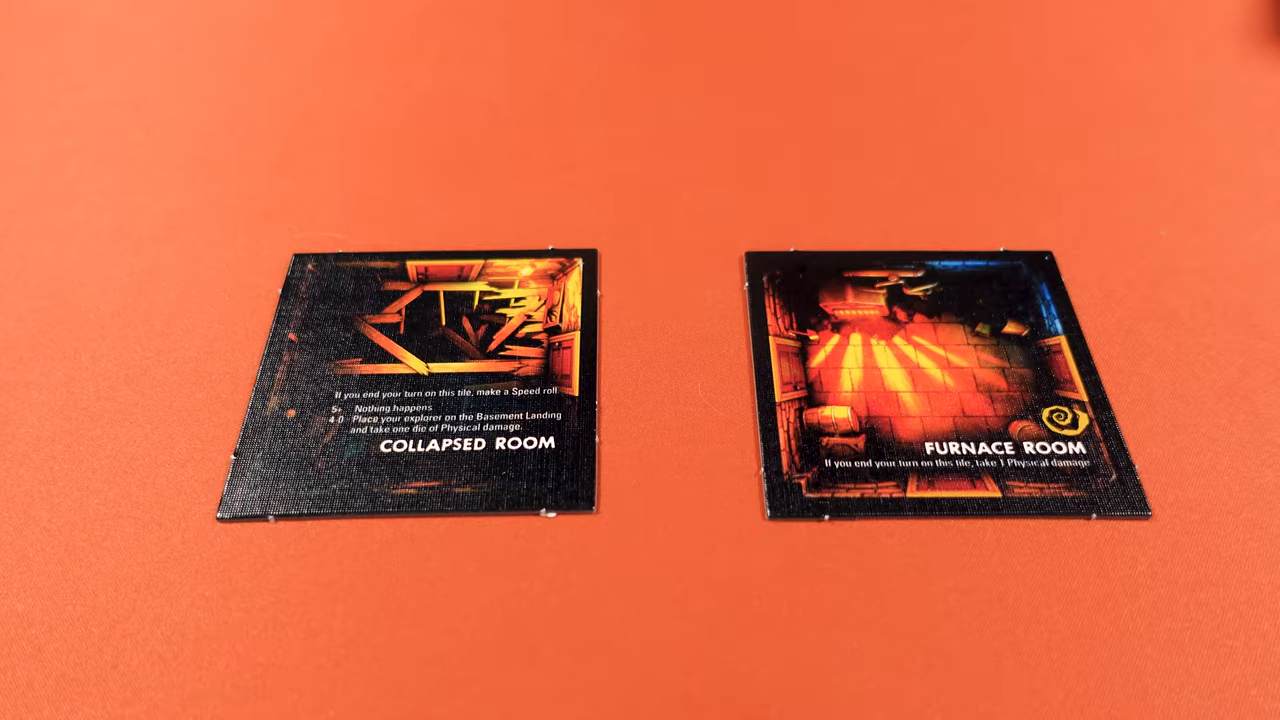 If you end your turn on this tile, make a Speed roll.
5+ Nothing happens
4-0 Place your explorer on the Basement Landing
and take one die of Physical damage.
COLLAPSED ROOM
FURNACE ROOM
If you end your turn on this tile, take 1 Physical damage